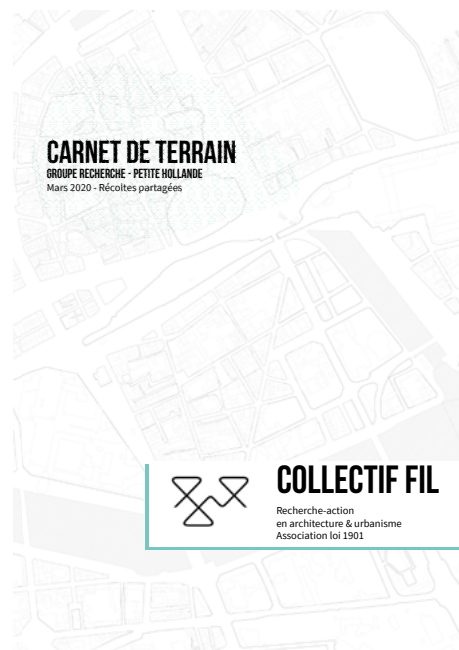 CARNET DE TERRAIN
GROUPE RECHERCHE - PETITE HOLLANDE
Mars 2020 - Récoltes partagées
COLLECTIF FIL
Recherche-action
en architecture & urbanisme
Association loi 1901